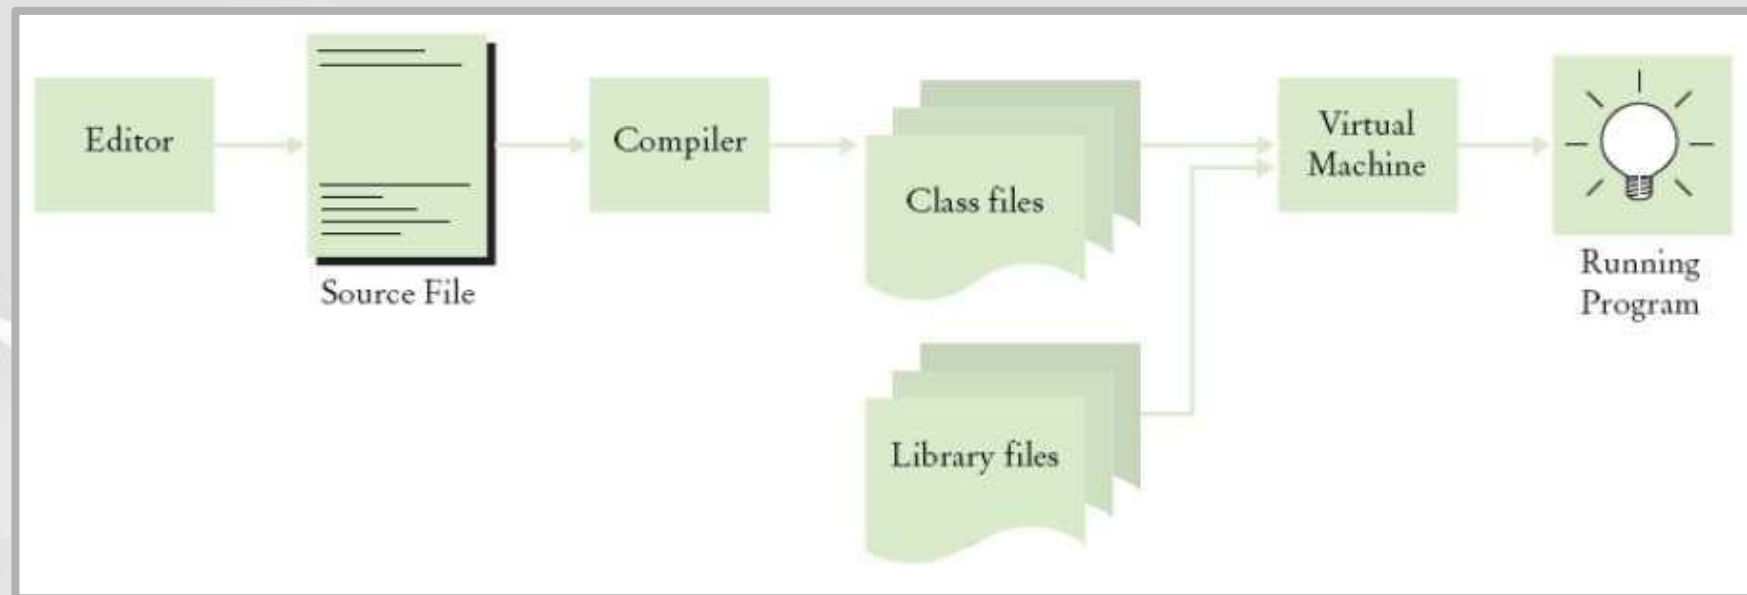 Editor
Source File
Compiler
Class files
Library files
Virtual
Machine
Running
Program